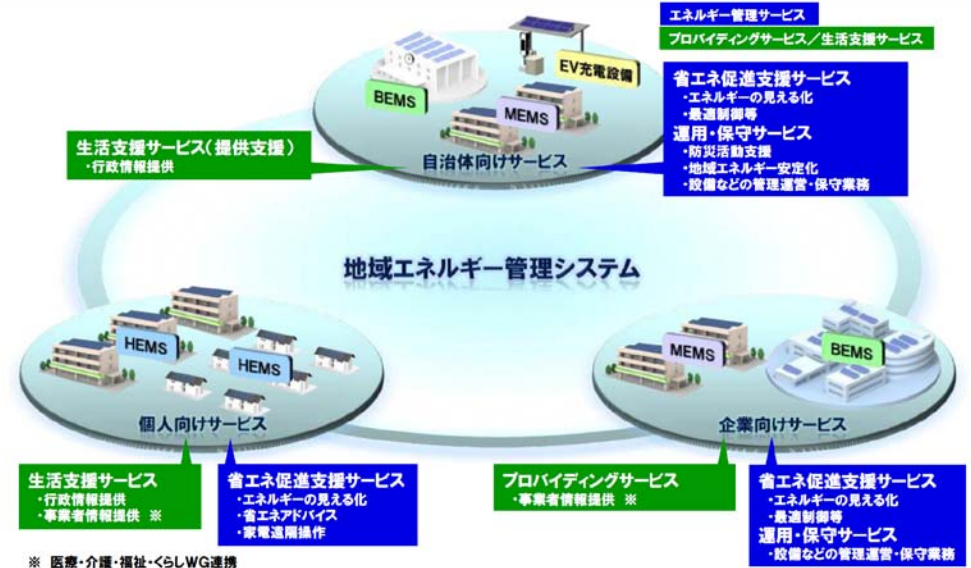 エネルギー管理サービス
プロバイディングサービス／生活支援サービス
EV充電設備
BEMS
MEMS
自治体向けサービス
省エネ促進支援サービス
・エネルギーの見える化
・最適制御等
運用・保守サービス
・防災活動支援
・地域エネルギー安定化
・設備などの管理運営・保守業務
生活支援サービス(提供支援)
・行政情報提供
地域エネルギー管理システム
HEMS
HEMS
個人向けサービス
MEMS
BEMS
企業向けサービス
生活支援サービス
・行政情報提供
・事業者情報提供 ※
省エネ促進支援サービス
・エネルギーの見える化
・省エネアドバイス
・家電遠隔操作
プロバイディングサービス
・事業者情報提供 ※
省エネ促進支援サービス
・エネルギーの見える化
・最適制御等
運用・保守サービス
・設備などの管理運営・保守業務
※ 医療・介護・福祉・くらしWG連携